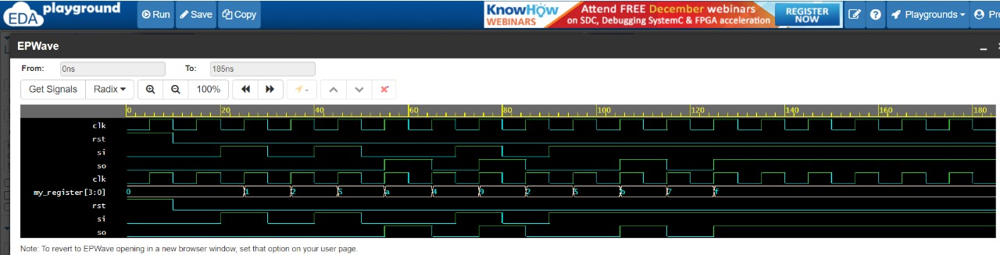 EDA playground Run Save Copy KnowHow WEBINARS Attend FREE December webinars on SDC, Debugging SystemC & FPGA acceleration REGISTER NOW Playgrounds
EPWave
From: 0ns To: 185ns
Get Signals Radix 100%
0 20 40 60 80 100 120 140 160 180
clk
rst
si
so
clk
my_register[3:0] 0 1 2 5 a 4 9 2 5 b 7 f
rst
si
so
Note: To revert to EPWave opening in a new browser window, set that option on your user page.